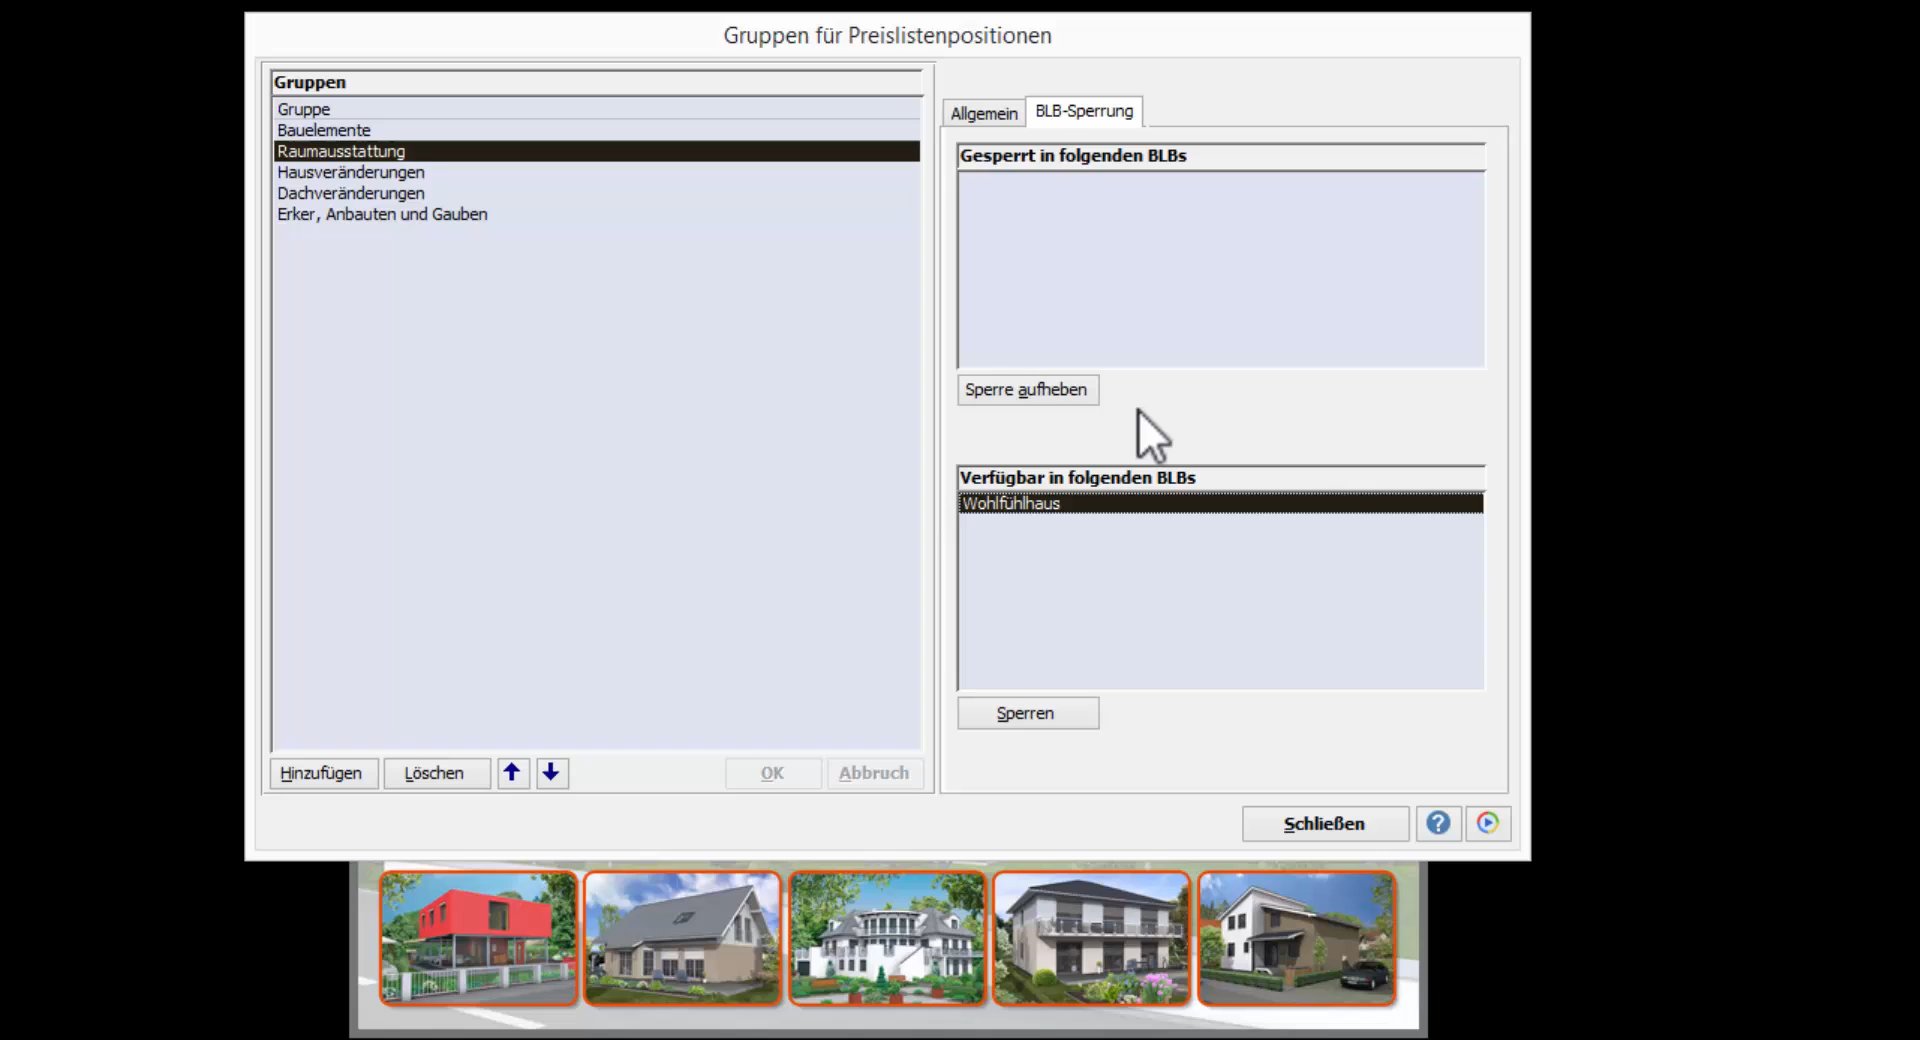 Gruppen für Preislistenpositionen
Gruppen
Gruppe
Bauelemente
Raumausstattung
Hausveränderungen
Dachveränderungen
Erker, Anbauten und Gauben
Hinzufügen
Löschen
OK
Abbruch
Allgemein
BLB-Sperrung
Gesperrt in folgenden BLBs
Sperre aufheben
Verfügbar in folgenden BLBs
Wohlfühlhaus
Sperren
Schließen
?